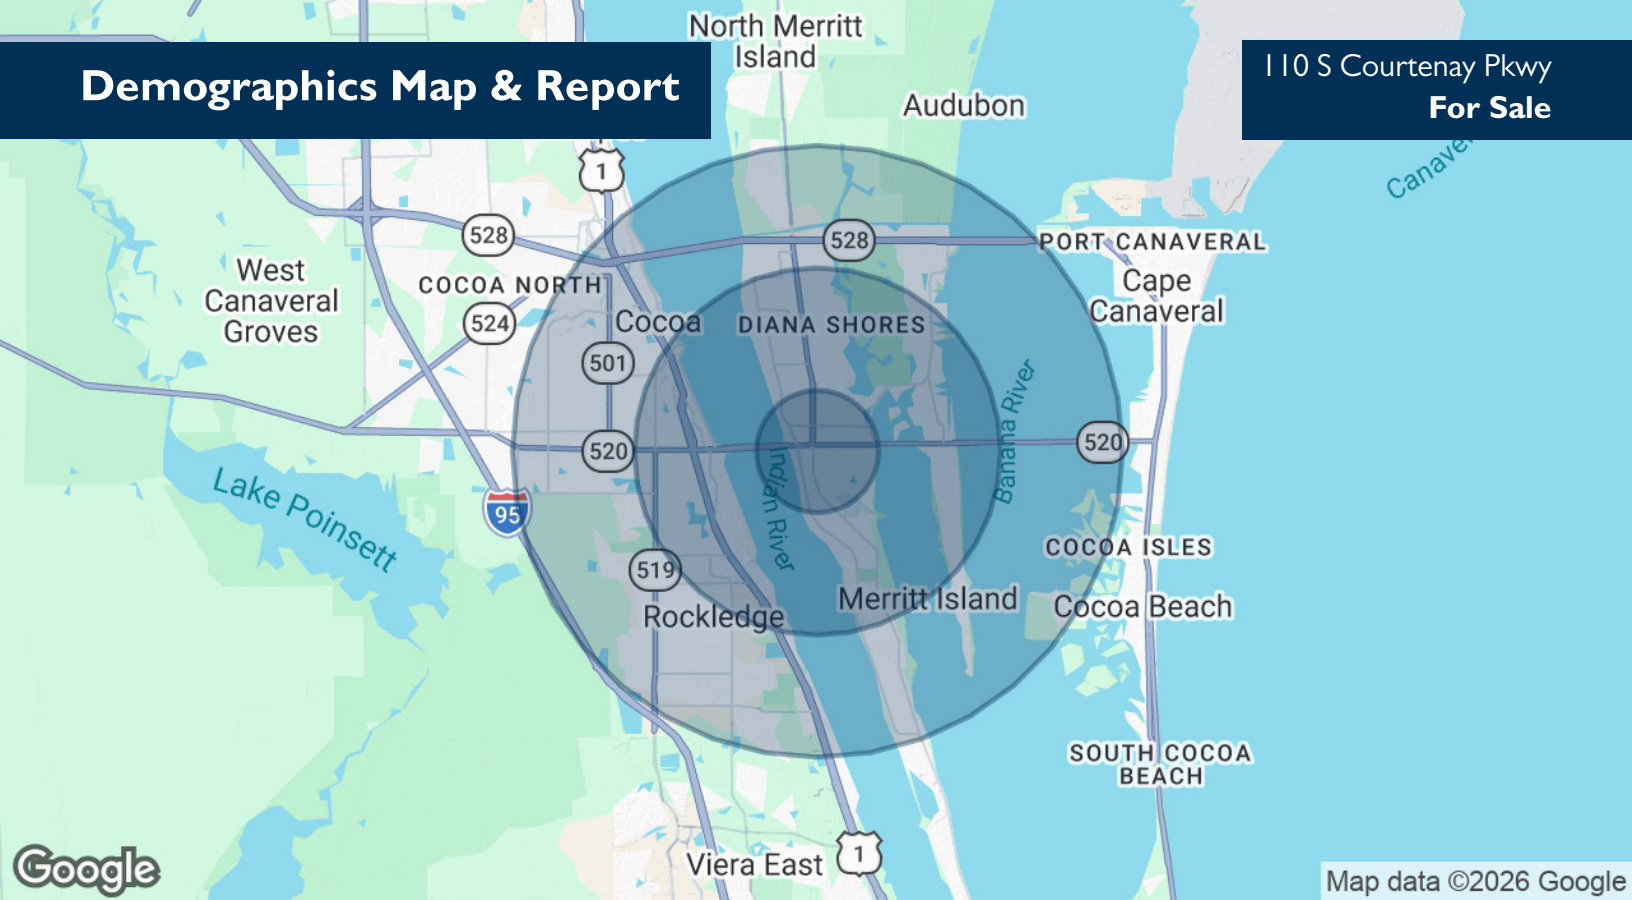 North Merritt
Island
Demographics Map & Report
110 S Courtenay Pkwy
For Sale
Audubon
1
528
528
PORT CANAVERAL
West
Canaveral
Groves
COCOA NORTH
Cape
Canaveral
524
Cocoa
DIANA SHORES
501
Banana River
520
520
Indian River
Lake Poinsett
95
COCOA ISLES
519
Merritt Island
Cocoa Beach
Rockledge
SOUTH COCOA
BEACH
Viera East
1
Google
Map data ©2026 Google